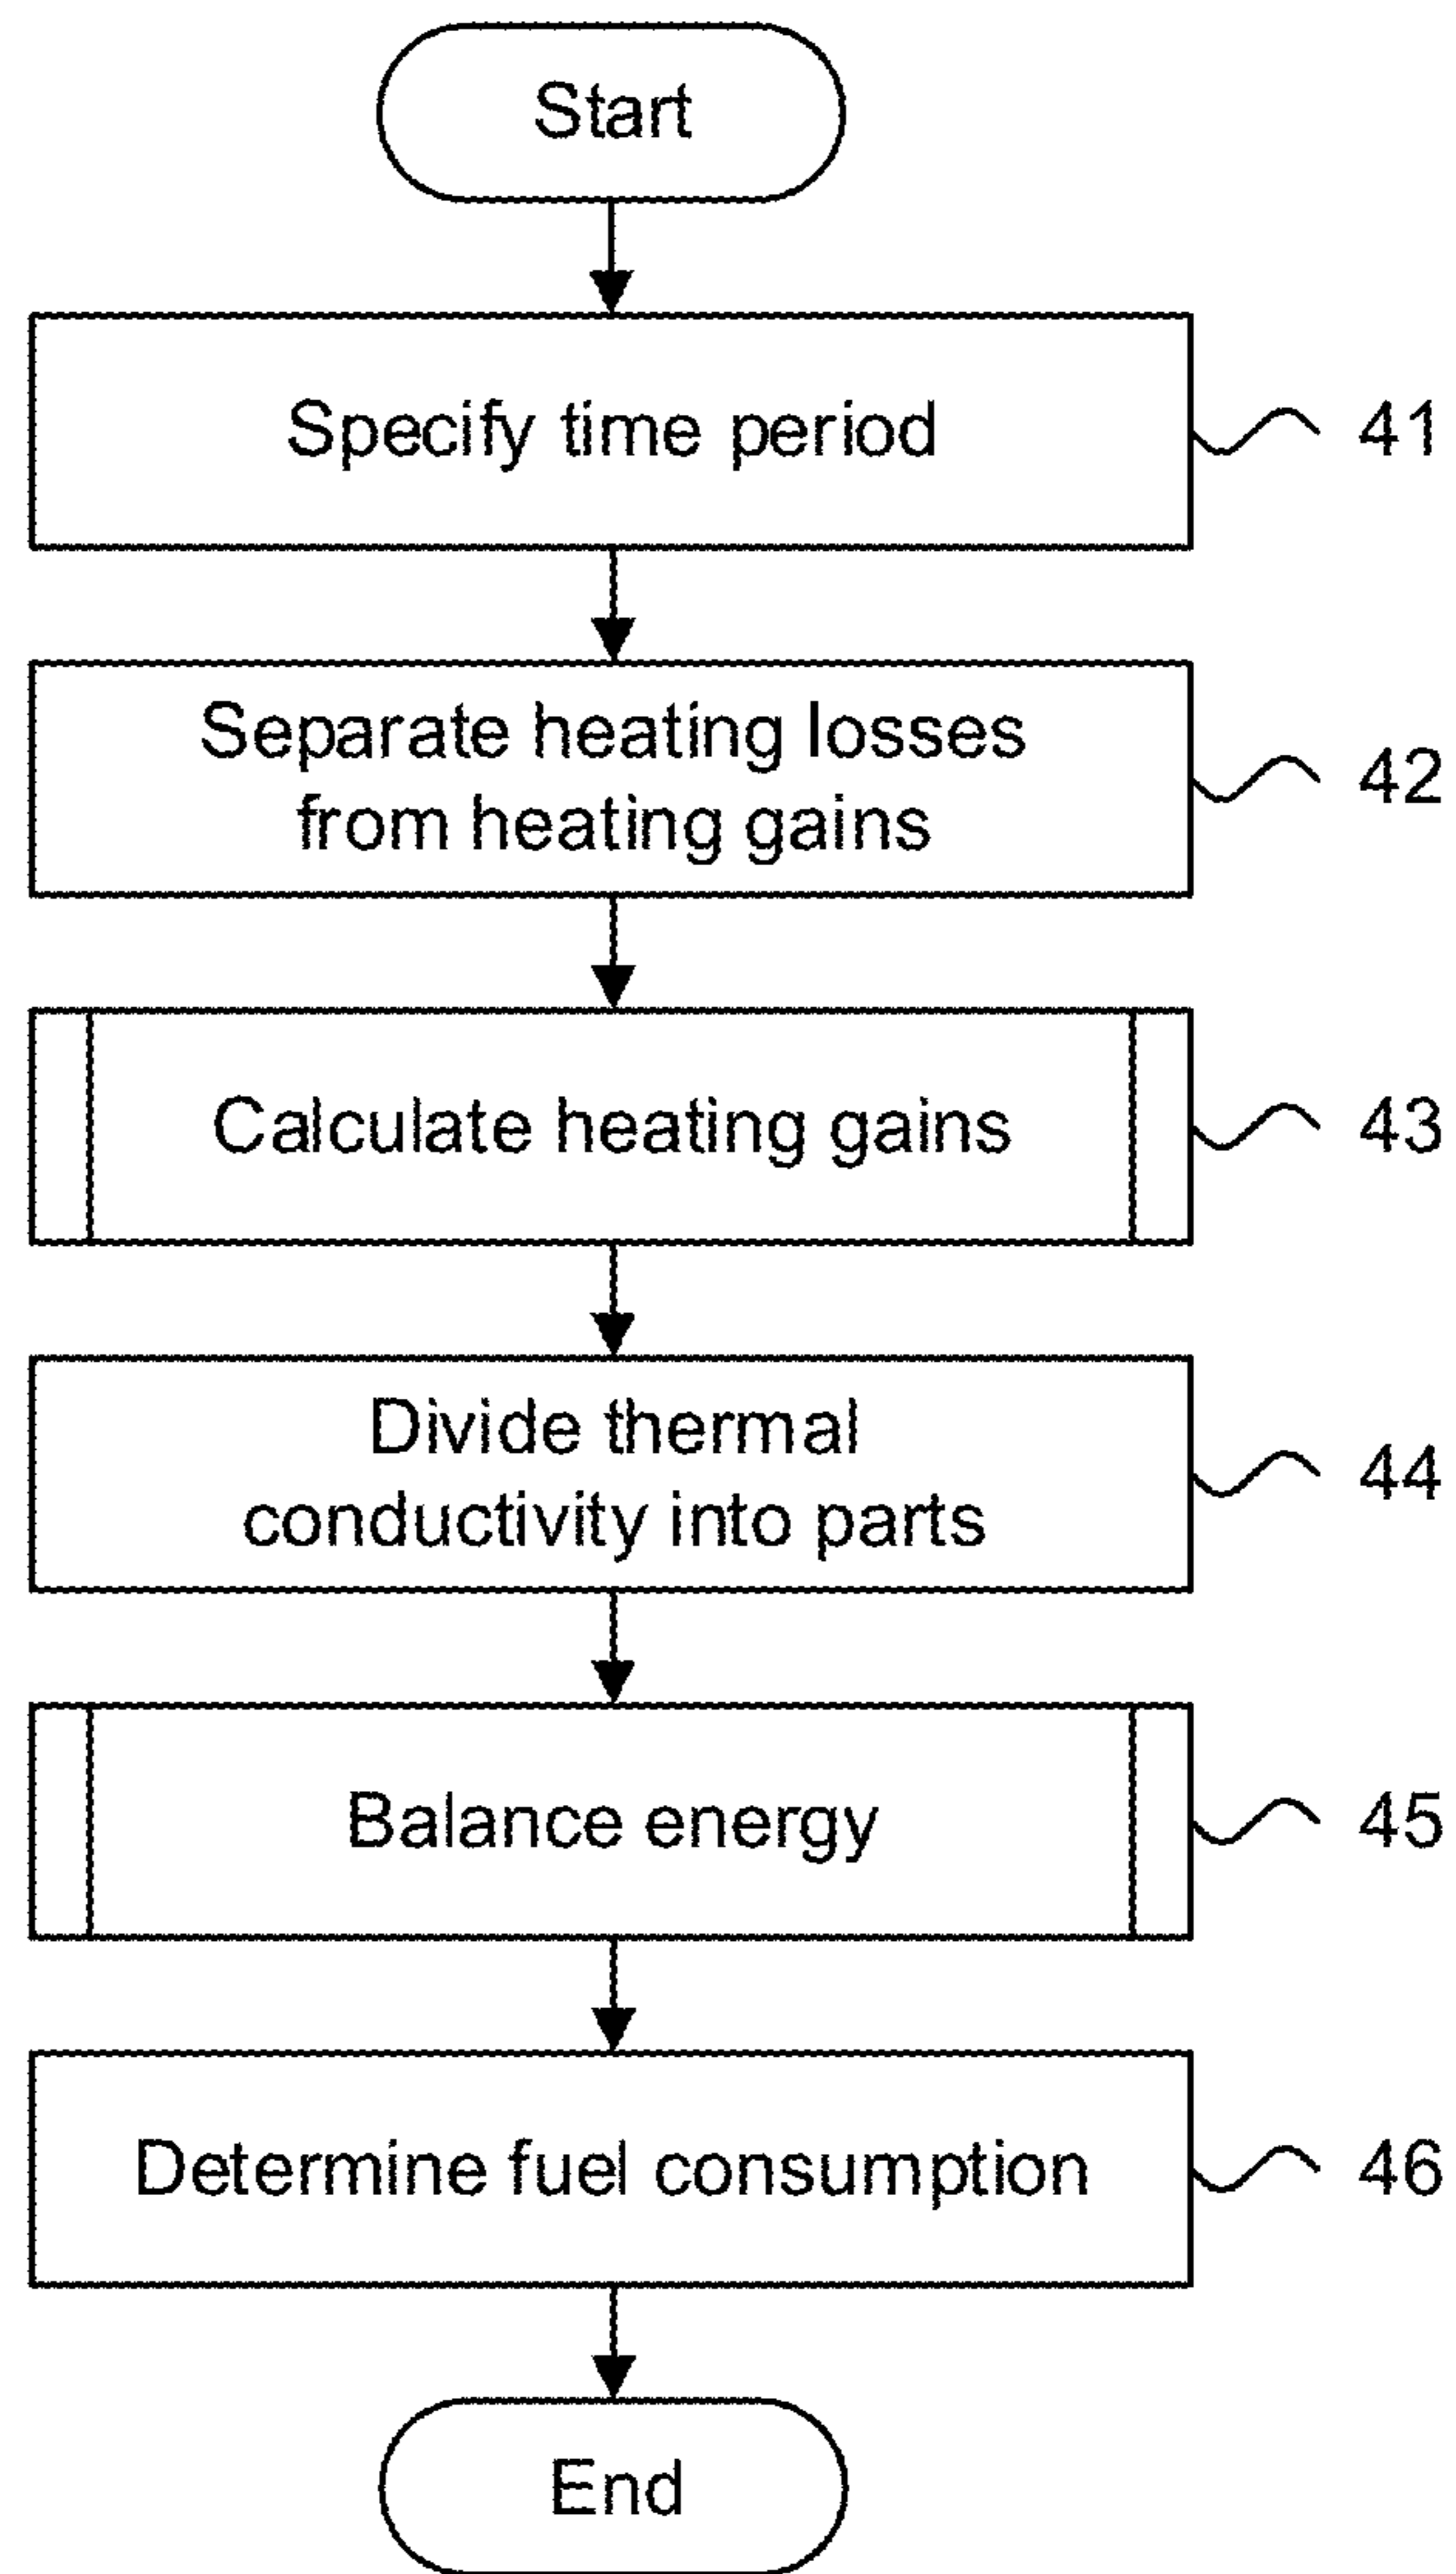 Start
Specify time period
41
Separate heating losses
from heating gains
42
Calculate heating gains
43
Divide thermal
conductivity into parts
44
Balance energy
45
Determine fuel consumption
46
End